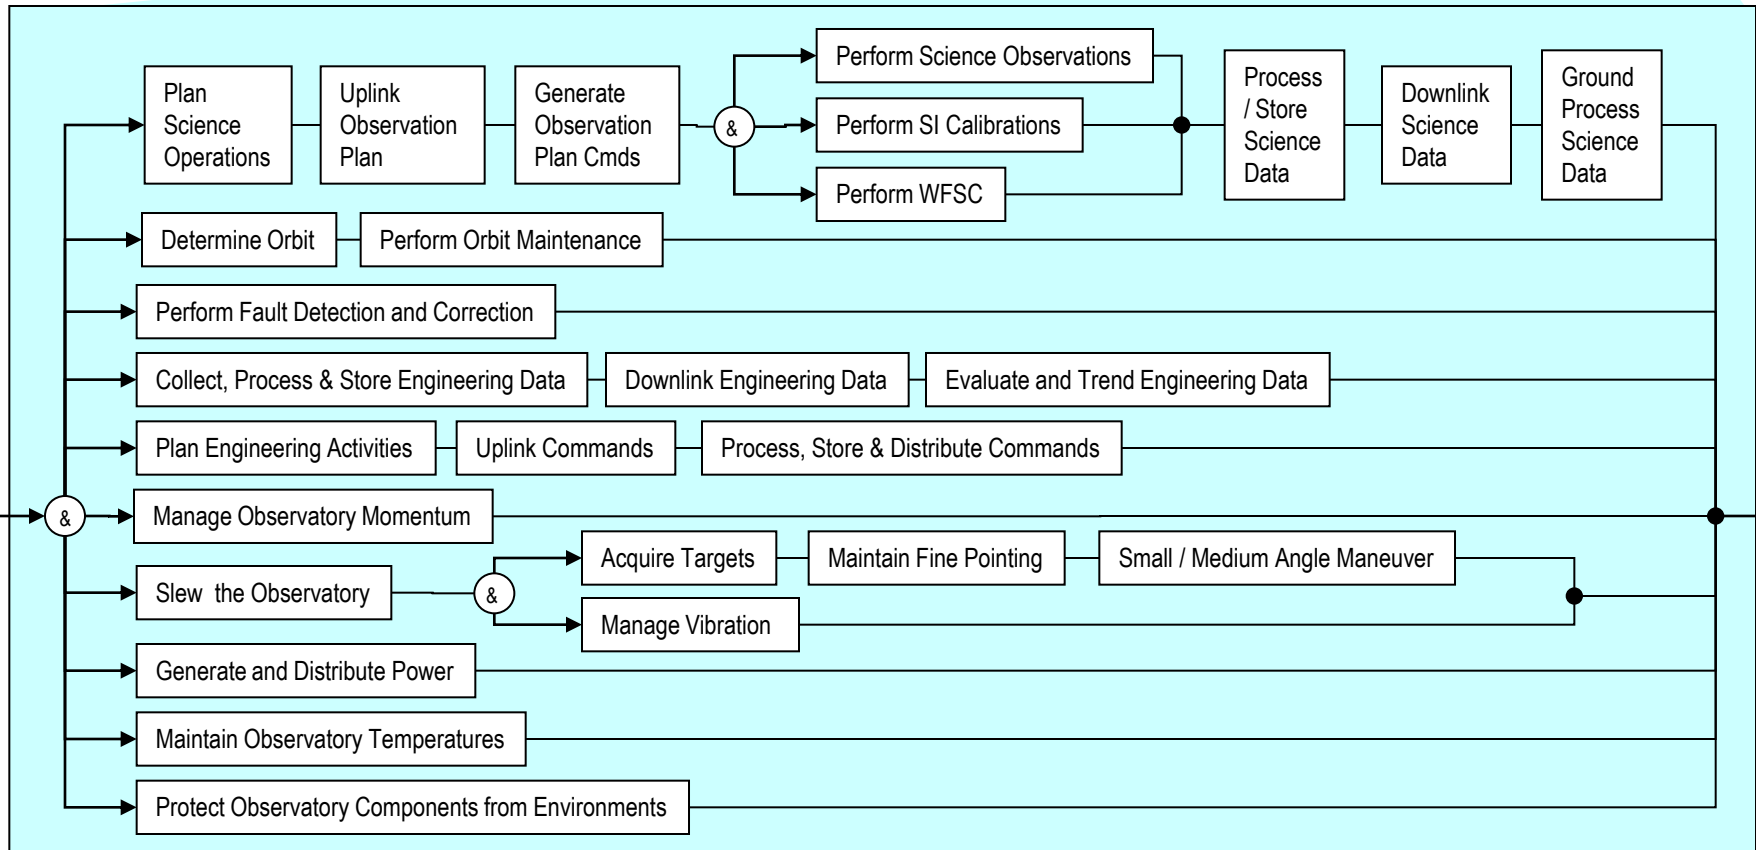 Plan
Science
Operations
Uplink
Observation
Plan
Generate
Observation
Plan Cmds
&
Perform Science Observations
Perform SI Calibrations
Perform WFSC
Process
/ Store
Science
Data
Downlink
Science
Data
Ground
Process
Science
Data
Determine Orbit
Perform Orbit Maintenance
Perform Fault Detection and Correction
Collect, Process & Store Engineering Data
Downlink Engineering Data
Evaluate and Trend Engineering Data
Plan Engineering Activities
Uplink Commands
Process, Store & Distribute Commands
&
Manage Observatory Momentum
Slew the Observatory
&
Acquire Targets
Maintain Fine Pointing
Small / Medium Angle Maneuver
Manage Vibration
Generate and Distribute Power
Maintain Observatory Temperatures
Protect Observatory Components from Environments